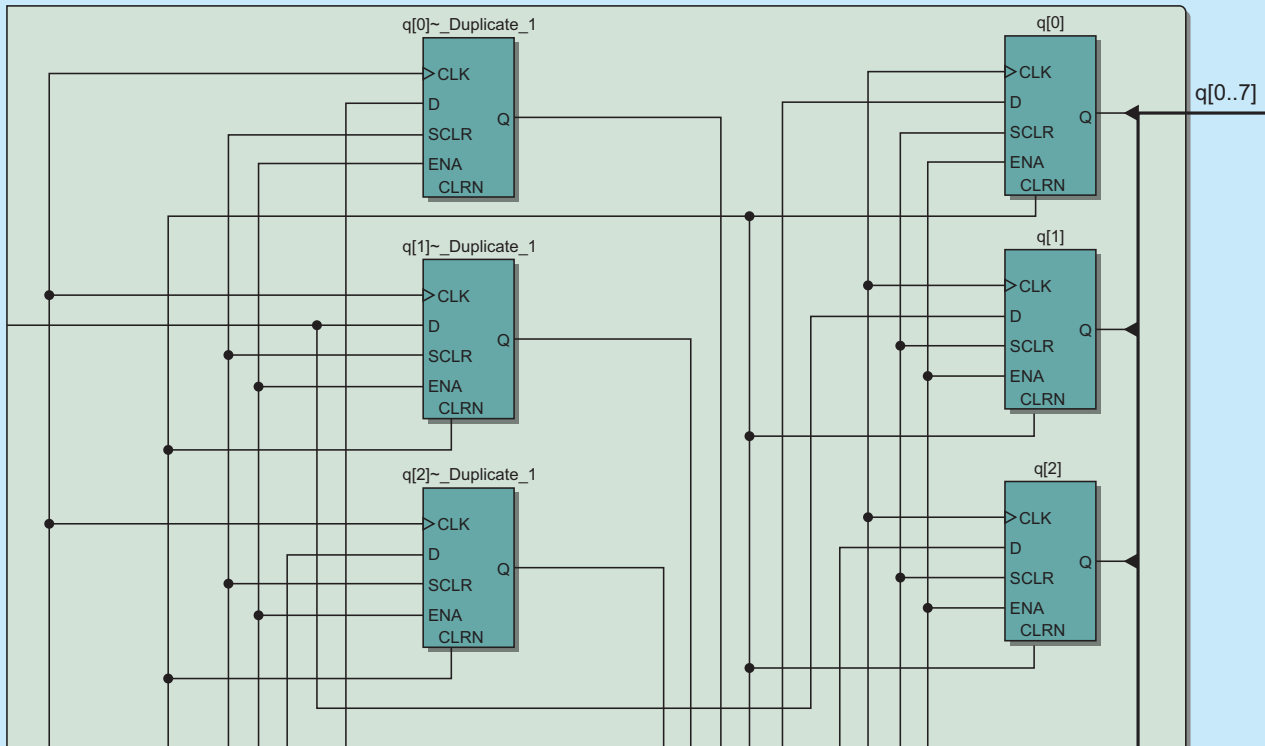 q[0]~_Duplicate_1
CLK
D
SCLR
ENA
CLRN
Q
q[0]
CLK
D
SCLR
ENA
CLRN
Q
q[0..7]
q[1]~_Duplicate_1
CLK
D
SCLR
ENA
CLRN
Q
q[1]
CLK
D
SCLR
ENA
CLRN
Q
q[2]~_Duplicate_1
CLK
D
SCLR
ENA
CLRN
Q
q[2]
CLK
D
SCLR
ENA
CLRN
Q